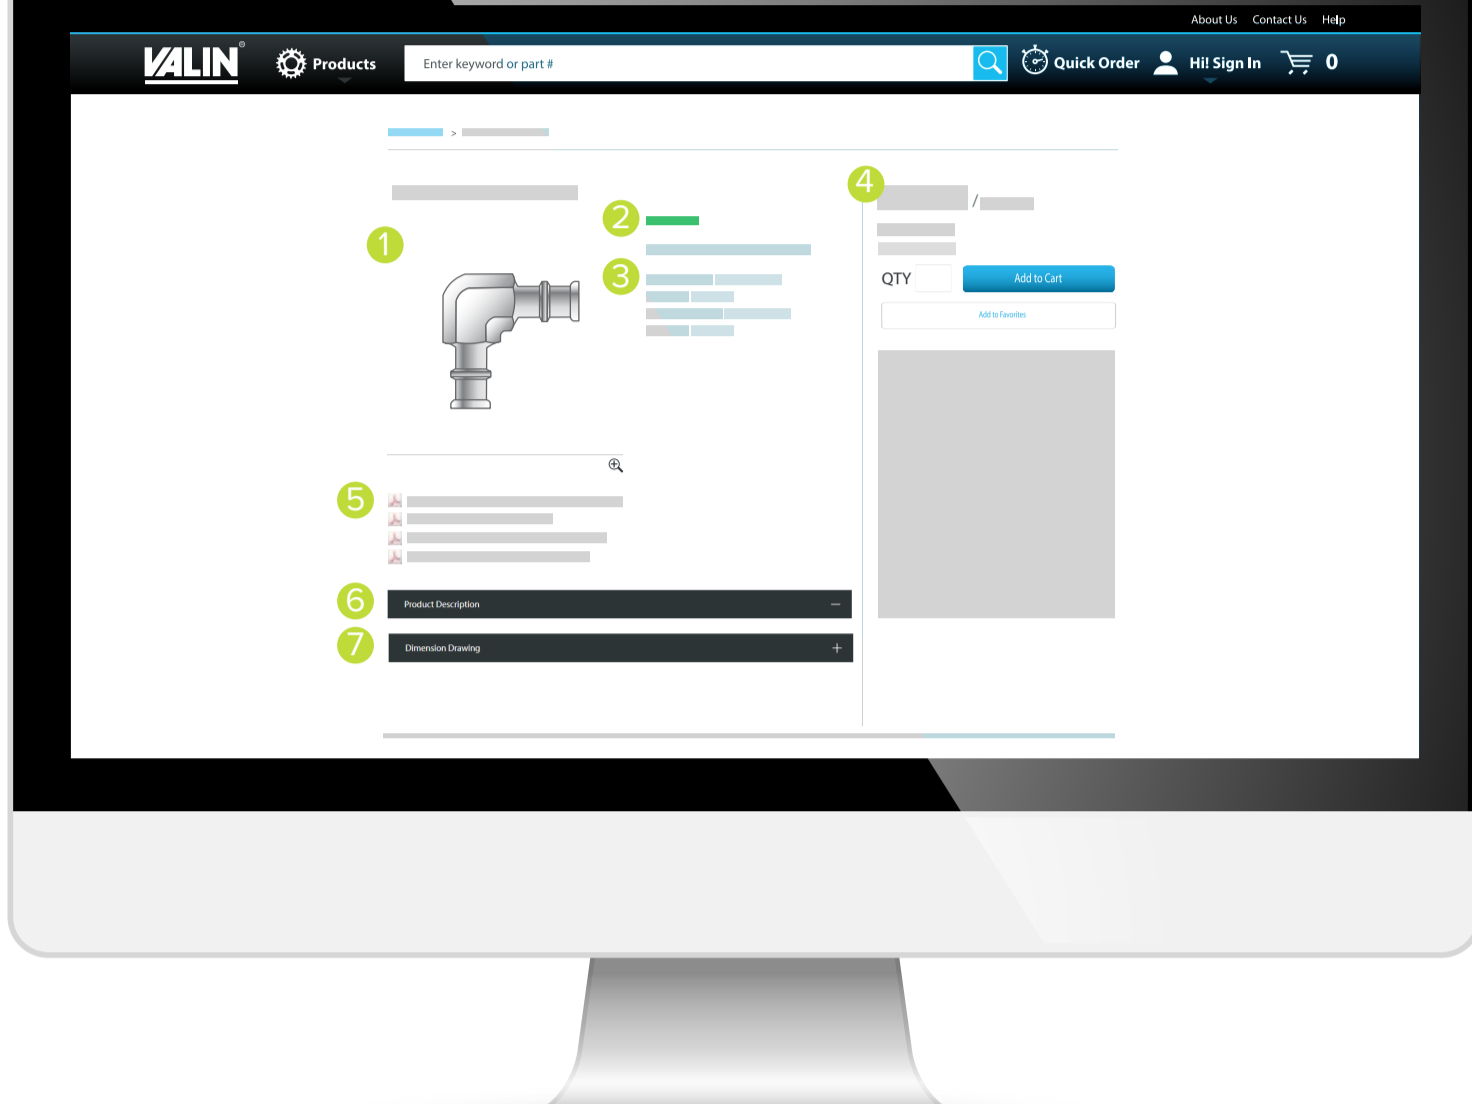 About Us Contact Us Help
VALIN® Products Enter keyword or part # Quick Order Hi! Sign In 0
>
4
/
2
1
3
QTY Add to Cart
Add to Favorites
5
6 Product Description −
7 Dimension Drawing +